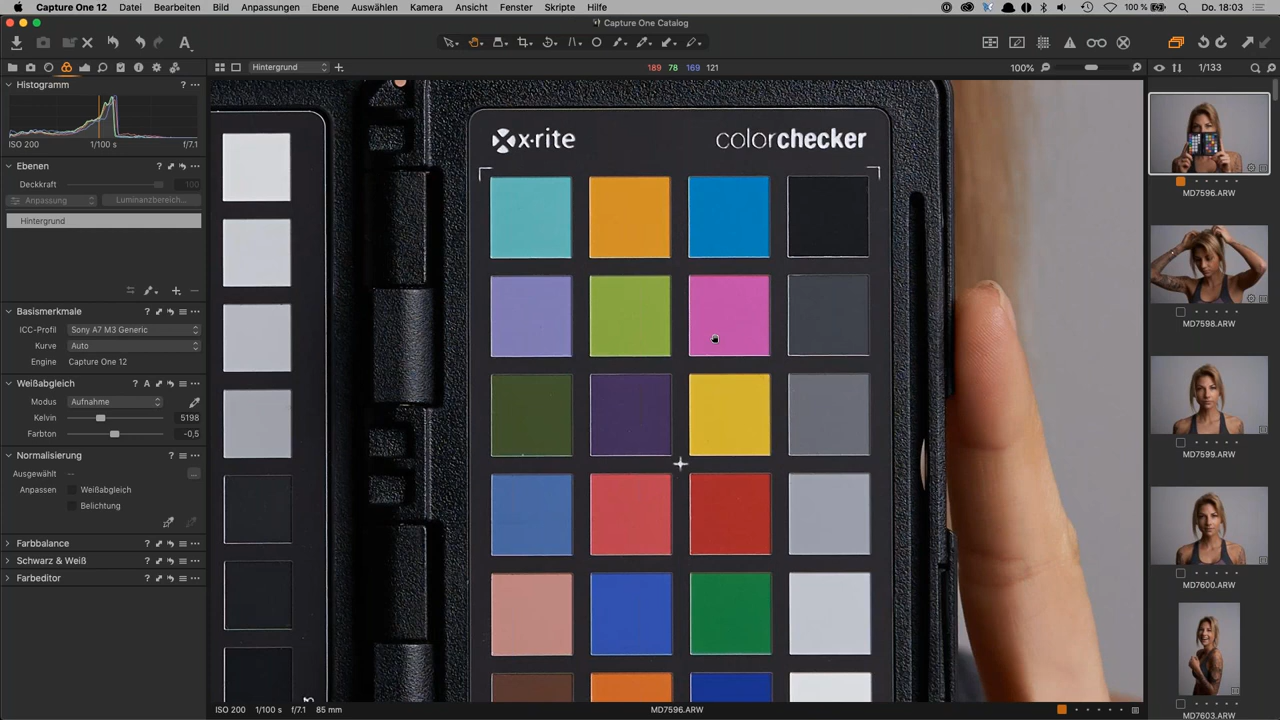 Capture One 12 Datei Bearbeiten Bild Anpassungen Ebene Auswählen Kamera Ansicht Fenster Skripte Hilfe 100 % Do. 18:03
Capture One Catalog
Hintergrund 189 78 169 121 100% 1/133
Histogramm
ISO 200 1/100 s f/7.1
Ebenen
Deckkraft 100
Anpassung Luminanzbereich...
Hintergrund
Basismerkmale
ICC-Profil Sony A7 M3 Generic
Kurve Auto
Engine Capture One 12
Weißabgleich
Modus Aufnahme
Kelvin 5198
Farbton -0,5
Normalisierung
Ausgewählt --
Anpassen Weißabgleich
Belichtung
Farbbalance
Schwarz & Weiß
Farbeditor
x·rite
colorchecker
MD7596.ARW
MD7598.ARW
MD7599.ARW
MD7600.ARW
MD7603.ARW
ISO 200 1/100 s f/7.1 85 mm MD7596.ARW